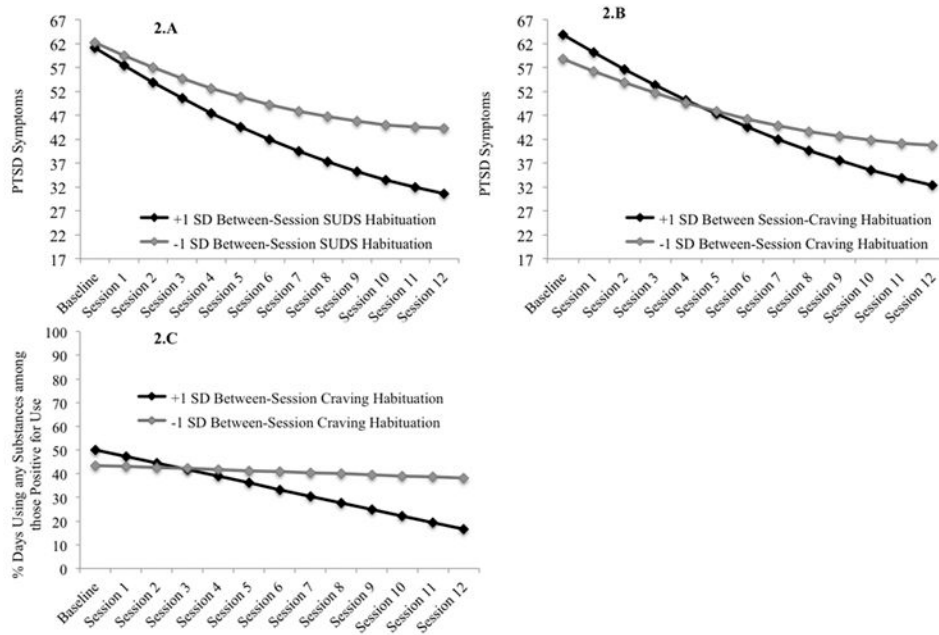 2.A
67
62
57
52
47
42
37
32
27
22
17
PTSD Symptoms
+1 SD Between-Session SUDS Habituation
-1 SD Between-Session SUDS Habituation
Baseline
Session 1
Session 2
Session 3
Session 4
Session 5
Session 6
Session 7
Session 8
Session 9
Session 10
Session 11
Session 12
2.B
67
62
57
52
47
42
37
32
27
22
17
PTSD Symptoms
+1 SD Between Session-Craving Habituation
-1 SD Between-Session Craving Habituation
Baseline
Session 1
Session 2
Session 3
Session 4
Session 5
Session 6
Session 7
Session 8
Session 9
Session 10
Session 11
Session 12
2.C
100
90
80
70
60
50
40
30
20
10
0
% Days Using any Substances among
those Positive for Use
+1 SD Between-Session Craving Habituation
-1 SD Between-Session Craving Habituation
Baseline
Session 1
Session 2
Session 3
Session 4
Session 5
Session 6
Session 7
Session 8
Session 9
Session 10
Session 11
Session 12